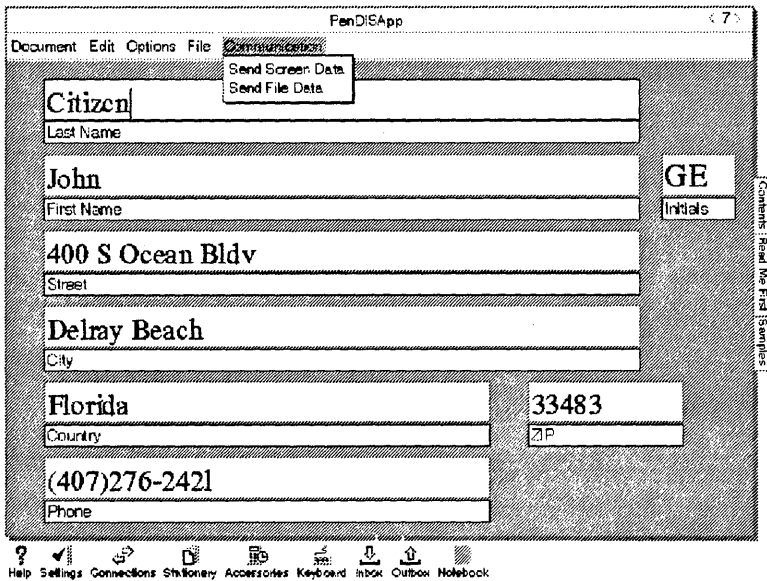 PenDISApp < 7 >
Document Edit Options File Communication
Send Screen Data
Send File Data
Citizen
Last Name
John GE
First Name Initials
400 S Ocean Bldv
Street
Delray Beach
City
Florida 33483
Country ZIP
(407)276-2421
Phone
Contents Read Me First Samples
Help Settings Connections Stationery Accessories Keyboard Inbox Outbox Notebook